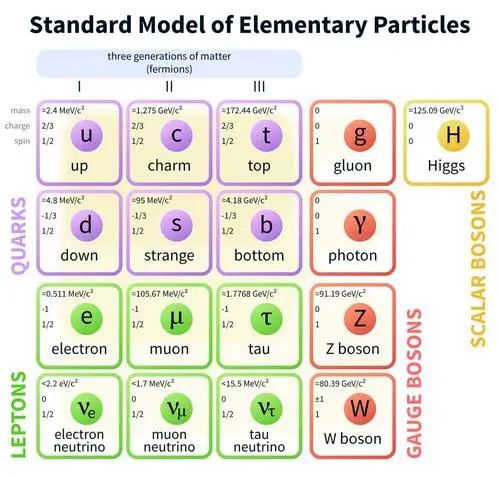 Standard Model of Elementary Particles
three generations of matter
(fermions)
I II III
mass
charge
spin
≈2.4 MeV/c²
2/3
1/2
u
up
≈1.275 GeV/c²
2/3
1/2
c
charm
≈172.44 GeV/c²
2/3
1/2
t
top
0
0
1
g
gluon
≈125.09 GeV/c²
0
0
H
Higgs
QUARKS
≈4.8 MeV/c²
-1/3
1/2
d
down
≈95 MeV/c²
-1/3
1/2
s
strange
≈4.18 GeV/c²
-1/3
1/2
b
bottom
0
0
1
γ
photon
SCALAR BOSONS
≈0.511 MeV/c²
-1
1/2
e
electron
≈105.67 MeV/c²
-1
1/2
μ
muon
≈1.7768 GeV/c²
-1
1/2
τ
tau
≈91.19 GeV/c²
0
1
Z
Z boson
LEPTONS
<2.2 eV/c²
0
1/2
νe
electron
neutrino
<1.7 MeV/c²
0
1/2
νμ
muon
neutrino
<15.5 MeV/c²
0
1/2
ντ
tau
neutrino
≈80.39 GeV/c²
±1
1
W
W boson
GAUGE BOSONS